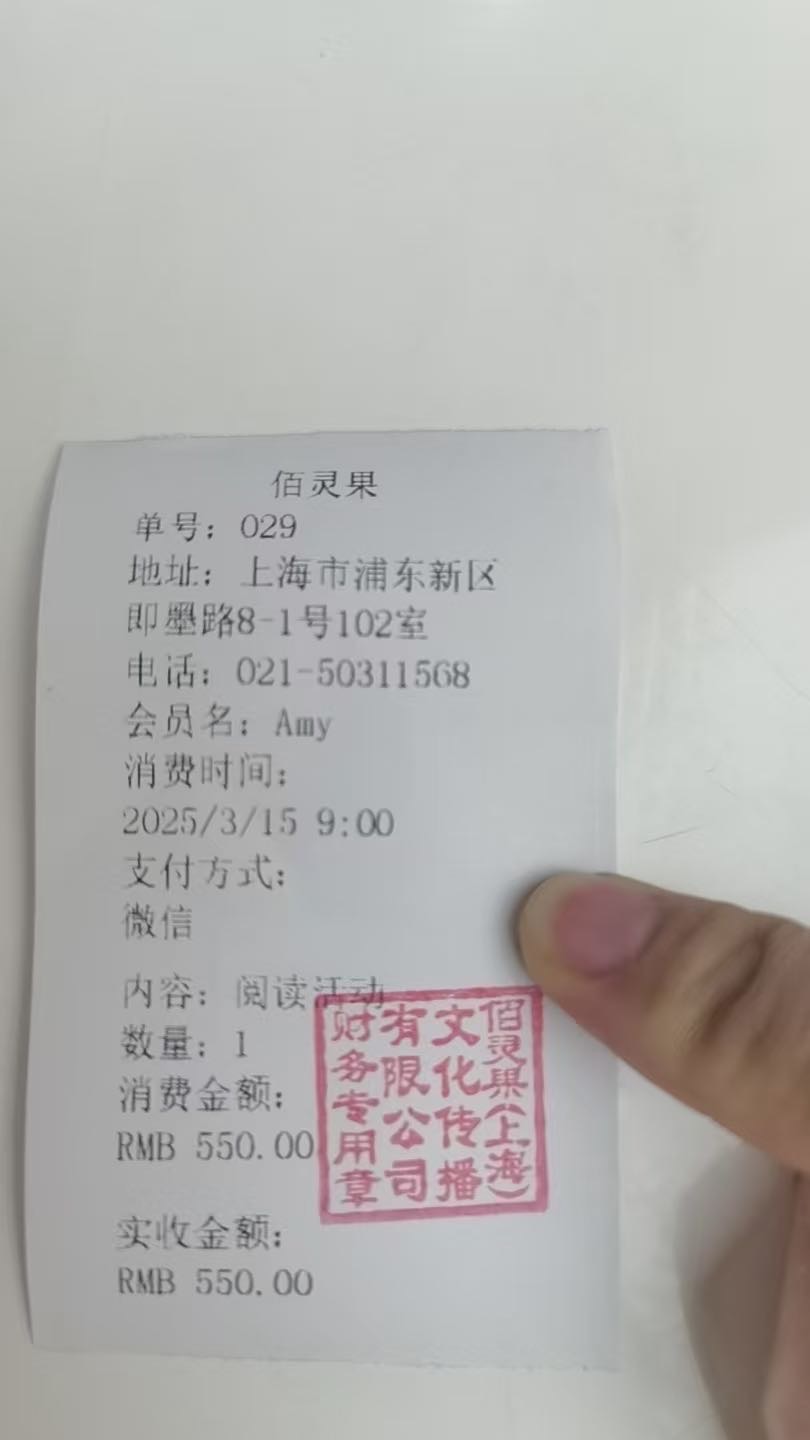 佰灵果
单号：029
地址：上海市浦东新区
即墨路8-1号102室
电话：021-50311568
会员名：Amy
消费时间：
2025/3/15 9:00
支付方式：
微信
内容：阅读活动
数量：1
消费金额：
RMB 550.00
实收金额：
RMB 550.00
佰灵果(上海)
文化传播
有限公司
财务专用章